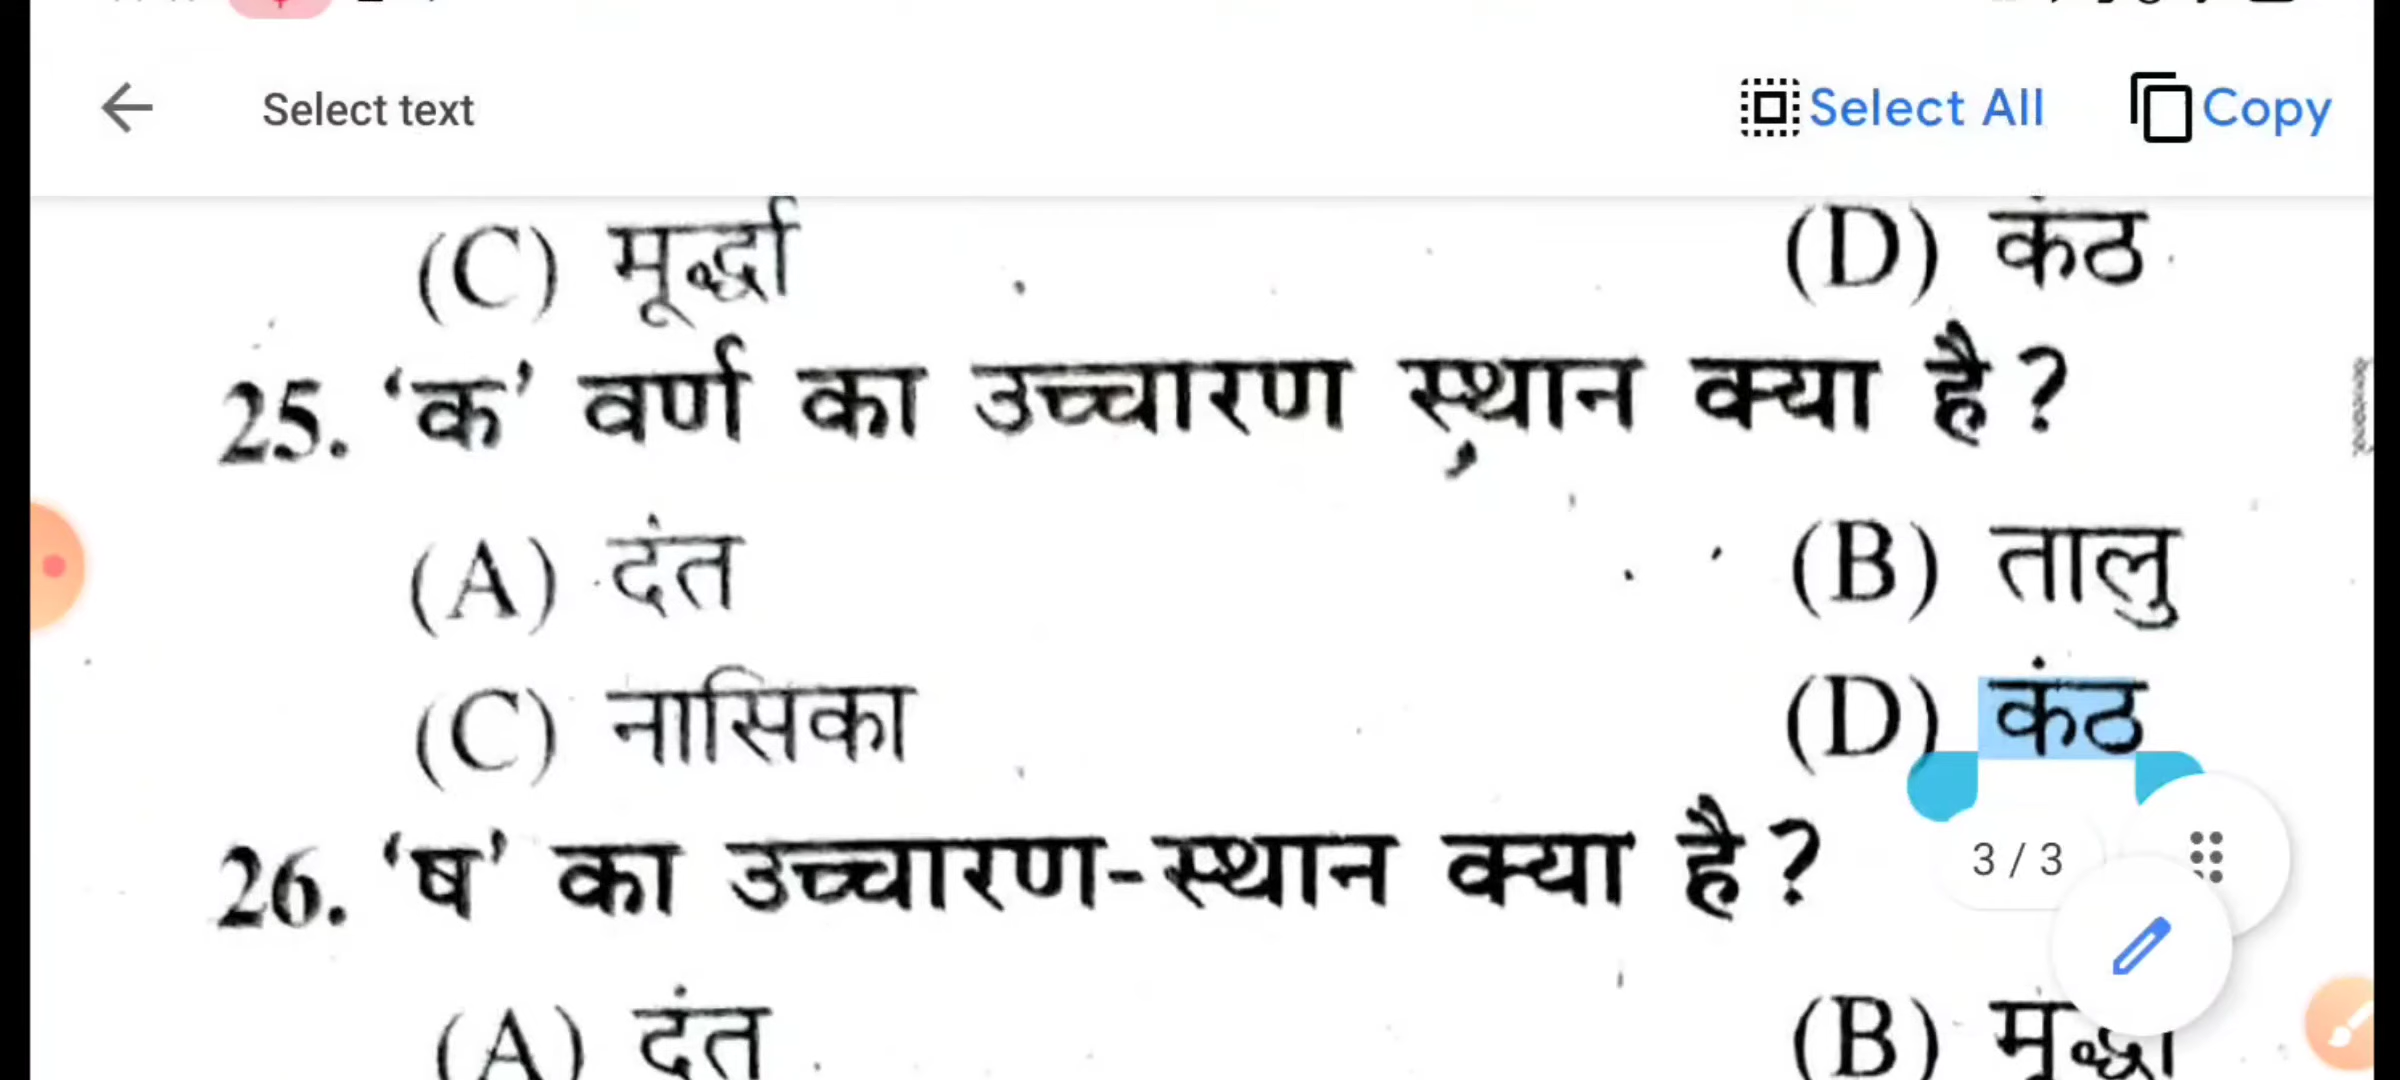 Select text Select All Copy
(C) मूर्द्धा (D) कंठ
25. ‘क’ वर्ण का उच्चारण स्थान क्या है?
(A) दंत (B) तालु
(C) नासिका (D) कंठ
26. ‘ष’ का उच्चारण-स्थान क्या है?
3 / 3
(A) दंत (B)